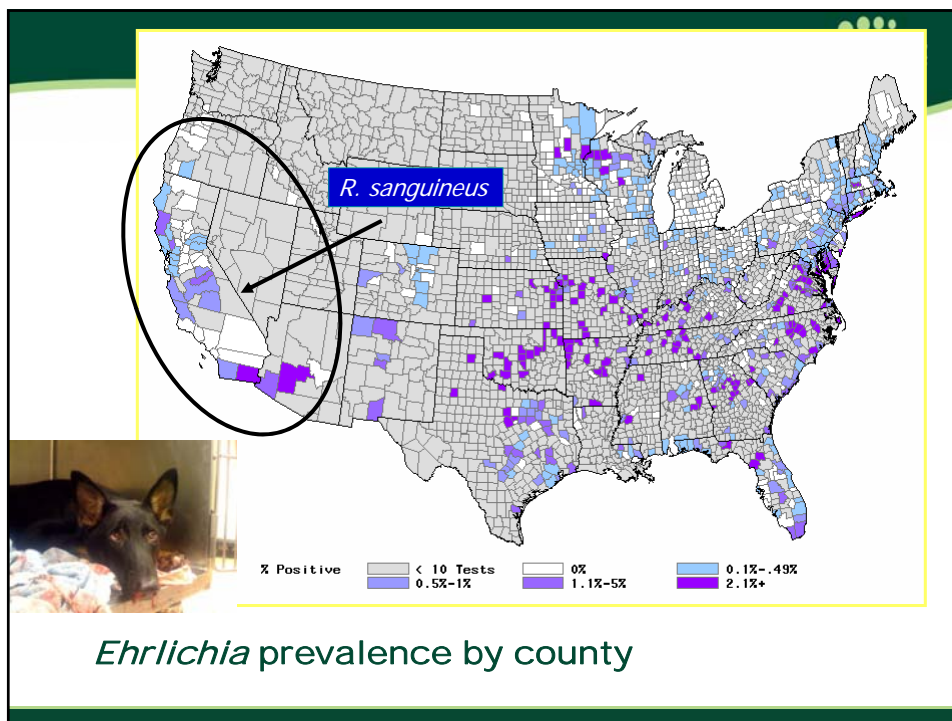 R. sanguineus
% Positive < 10 Tests 0% 0.1%-.49%
0.5%-1% 1.1%-5% 2.1%+
Ehrlichia prevalence by county